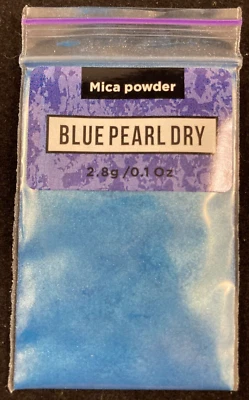 Mica powder
BLUE PEARL DRY
2.8g /0.1 Oz